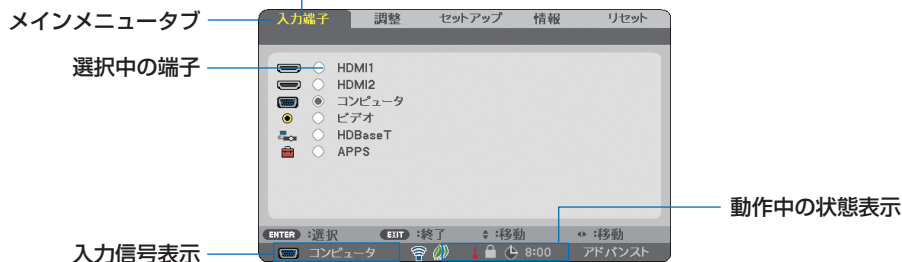 メインメニュータブ
入力端子 調整 セットアップ 情報 リセット
選択中の端子
HDMI1
HDMI2
コンピュータ
ビデオ
HDBaseT
APPS
動作中の状態表示
ENTER :選択 EXIT :終了 :移動 :移動
入力信号表示
コンピュータ 8:00 アドバンスト